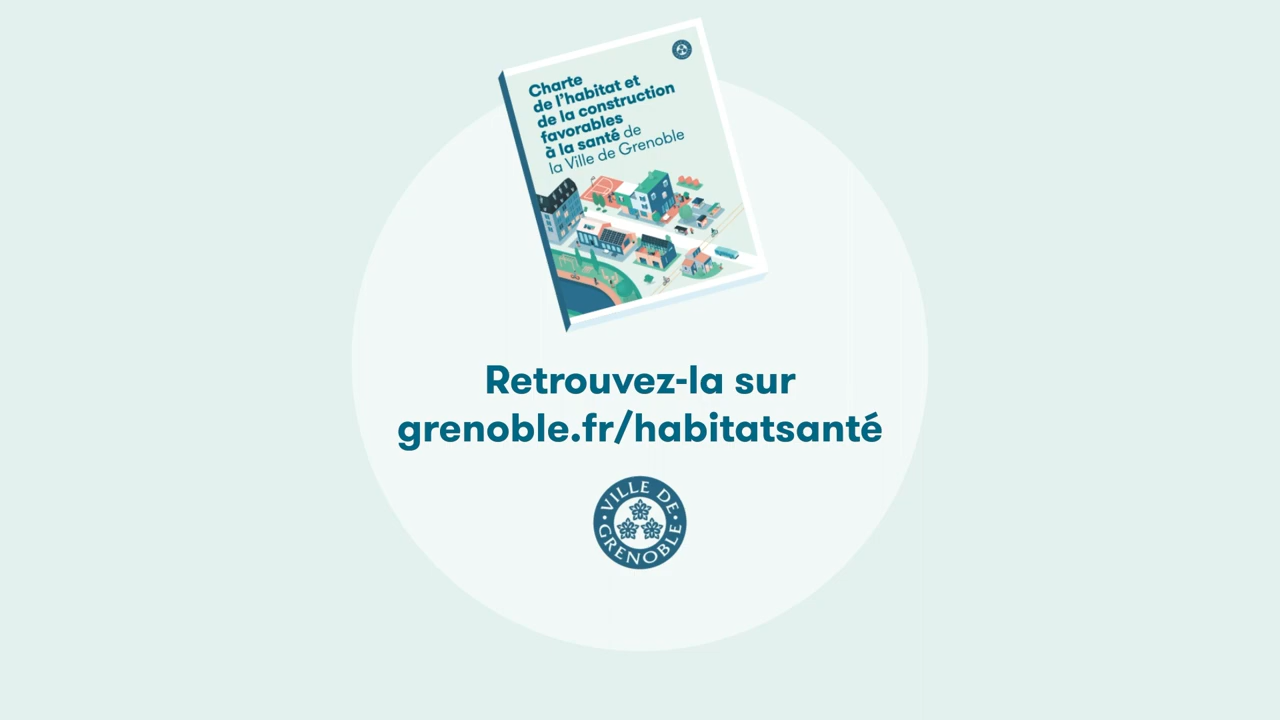 Charte
de l'habitat et
de la construction
favorables
à la santé de
la Ville de Grenoble
Retrouvez-la sur
grenoble.fr/habitatsanté
VILLE DE
GRENOBLE